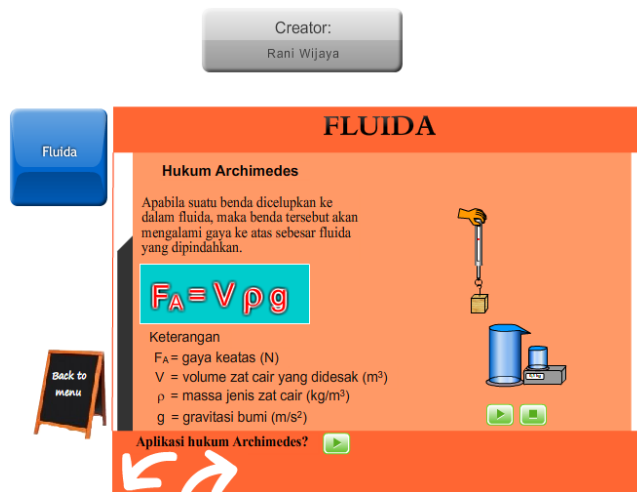 Creator:
Rani Wijaya
Fluida
FLUIDA
Hukum Archimedes
Apabila suatu benda dicelupkan ke
dalam fluida, maka benda tersebut akan
mengalami gaya ke atas sebesar fluida
yang dipindahkan.
FA = V ρ g
Keterangan
FA = gaya keatas (N)
V = volume zat cair yang didesak (m³)
ρ = massa jenis zat cair (kg/m³)
g = gravitasi bumi (m/s²)
Back to
menu
Aplikasi hukum Archimedes?